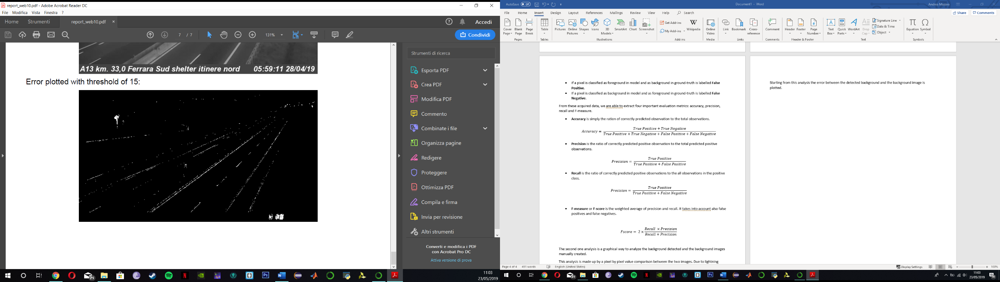 report_web10.pdf - Adobe Acrobat Reader DC
File Modifica Vista Finestra ?
Home Strumenti report_web10.pdf × Accedi
7 / 7 131% Condividi
A13 km. 33,0 Ferrara Sud shelter itinere nord 05:59:11 28/04/19
Error plotted with threshold of 15:
Strumenti di ricerca
Esporta PDF
Crea PDF
Modifica PDF
Commento
Combinate i file
Organizza pagine
Redigere
Proteggere
Ottimizza PDF
Compila e firma
Invia per revisione
Altri strumenti
Converti e modifica i PDF
con Acrobat Pro DC
Attiva versione di prova
29
Ps
11:03
23/05/2019
AutoSave Off Document1 - Word Andrea Mazzeo
File Home Insert Design Layout References Mailings Review View Help Search Share Comments
Cover Page Blank Page Page Break
Pages
Table
Tables
Pictures Online Pictures Shapes Icons 3D Models SmartArt Chart Screenshot
Illustrations
Get Add-ins
My Add-ins
Wikipedia
Add-ins
Online Video
Media
Link Bookmark Cross-reference
Links
Comment
Comments
Header Footer Page Number
Header & Footer
Text Box Quick Parts WordArt Drop Cap
Signature Line
Date & Time
Object
Text
Equation Symbol
Symbols
• If a pixel is classified as foreground in model and as background in ground-truth is labelled False
Positive.
• If a pixel is classified as background in model and as foreground in ground-truth is labelled False
Negative.
From these acquired data, we are able to extract four important evaluation metrics: accuracy, precision,
recall and F-measure.
• Accuracy is simply the ration of correctly predicted observation to the total observations.
True Positive + True Negative
Accuracy =
True Positive + True Negative + False Positive + False Negative
• Precision is the ratio of correctly predicted positive observation to the total predicted positive
observations.
True Positive
Precision =
True Positive + False Positive
• Recall is the ratio of correctly predicted positive observations to the all observations in the positive
class.
True Positive
Precision =
True Positive + False Negative
• F-measure or F-score is the weighted average of precision and recall. It takes into account also false
positives and false negatives.
Recall × Precision
Fscore = 2 ×
Recall + Precision
The second one analysis is a graphical way to analyze the background detected and the background images
manually created.
This analysis is made up by a pixel by pixel value comparison between the two images. Due to lightning
Starting from this analysis the error between the detected background and the background image is
plotted.
Page 4 of 4 491 words English (United States) Display Settings 100%
29
Ps
11:03
23/05/2019